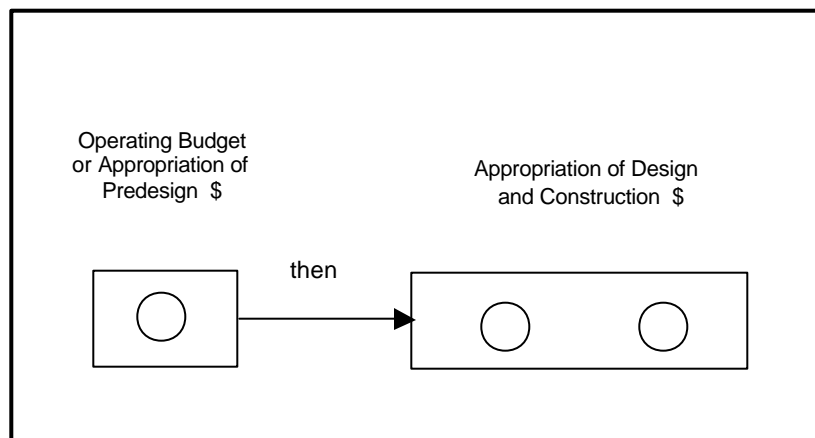 Operating Budget
or Appropriation of
Predesign $
Appropriation of Design
and Construction $
then